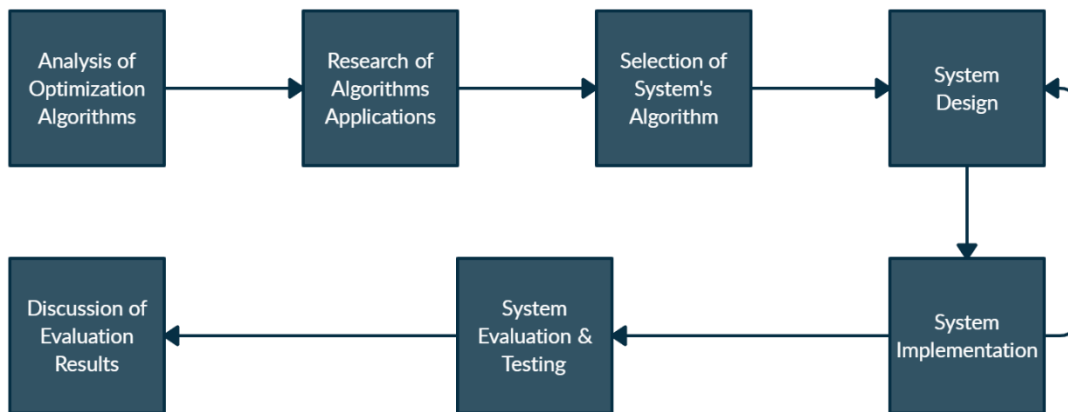 Analysis of
Optimization
Algorithms
Research of
Algorithms
Applications
Selection of
System's
Algorithm
System
Design
Discussion of
Evaluation
Results
System
Evaluation &
Testing
System
Implementation